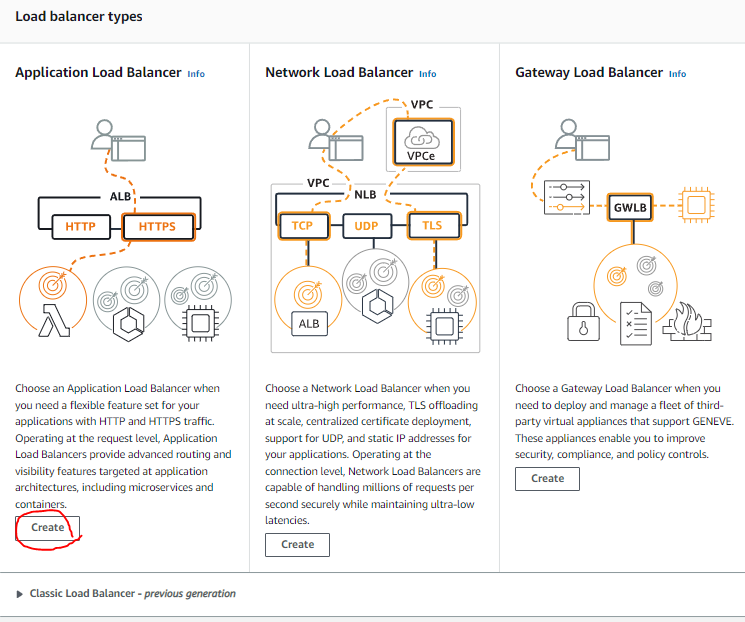 Load balancer types
Application Load Balancer Info
ALB
HTTP
HTTPS
Choose an Application Load Balancer when
you need a flexible feature set for your
applications with HTTP and HTTPS traffic.
Operating at the request level, Application
Load Balancers provide advanced routing and
visibility features targeted at application
architectures, including microservices and
containers.
Create
Network Load Balancer Info
VPC
VPCe
VPC
NLB
TCP
UDP
TLS
ALB
Choose a Network Load Balancer when you
need ultra-high performance, TLS offloading
at scale, centralized certificate deployment,
support for UDP, and static IP addresses for
your applications. Operating at the
connection level, Network Load Balancers are
capable of handling millions of requests per
second securely while maintaining ultra-low
latencies.
Create
Gateway Load Balancer Info
GWLB
Choose a Gateway Load Balancer when you
need to deploy and manage a fleet of third-
party virtual appliances that support GENEVE.
These appliances enable you to improve
security, compliance, and policy controls.
Create
Classic Load Balancer - previous generation